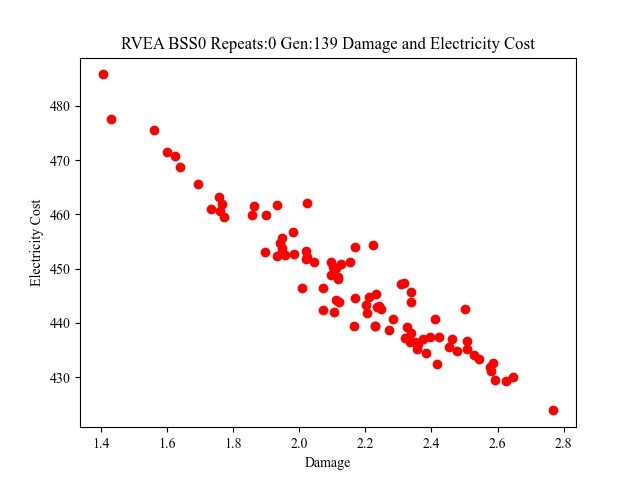 RVEA BSS0 Repeats:0 Gen:139 Damage and Electricity Cost
480
470
460
450
440
430
Electricity Cost
1.4 1.6 1.8 2.0 2.2 2.4 2.6 2.8
Damage